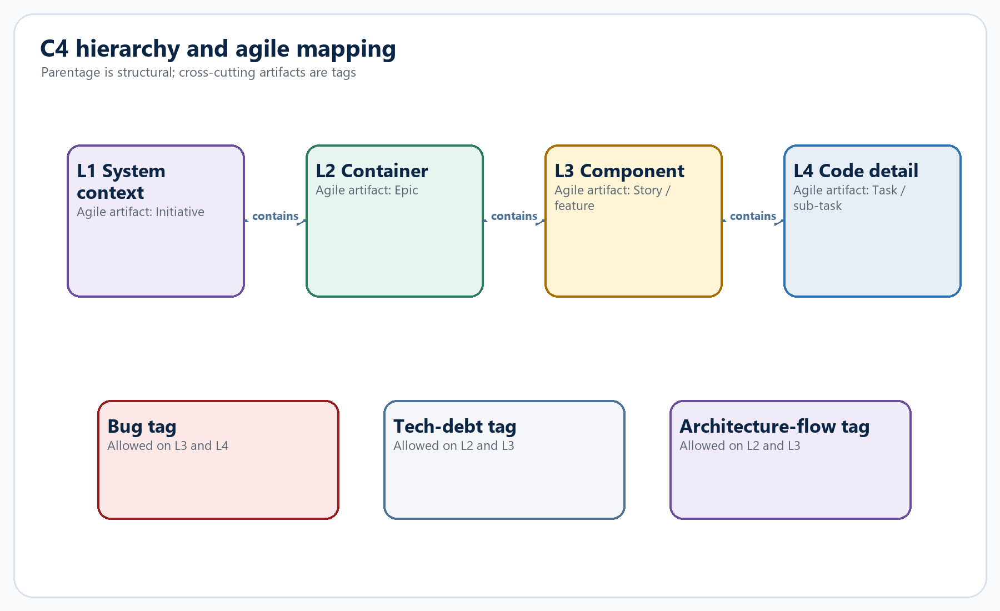 C4 hierarchy and agile mapping
Parentage is structural; cross-cutting artifacts are tags
L1 System
context
Agile artifact: Initiative
contains
L2 Container
Agile artifact: Epic
contains
L3 Component
Agile artifact: Story /
feature
contains
L4 Code detail
Agile artifact: Task /
sub-task
Bug tag
Allowed on L3 and L4
Tech-debt tag
Allowed on L2 and L3
Architecture-flow tag
Allowed on L2 and L3